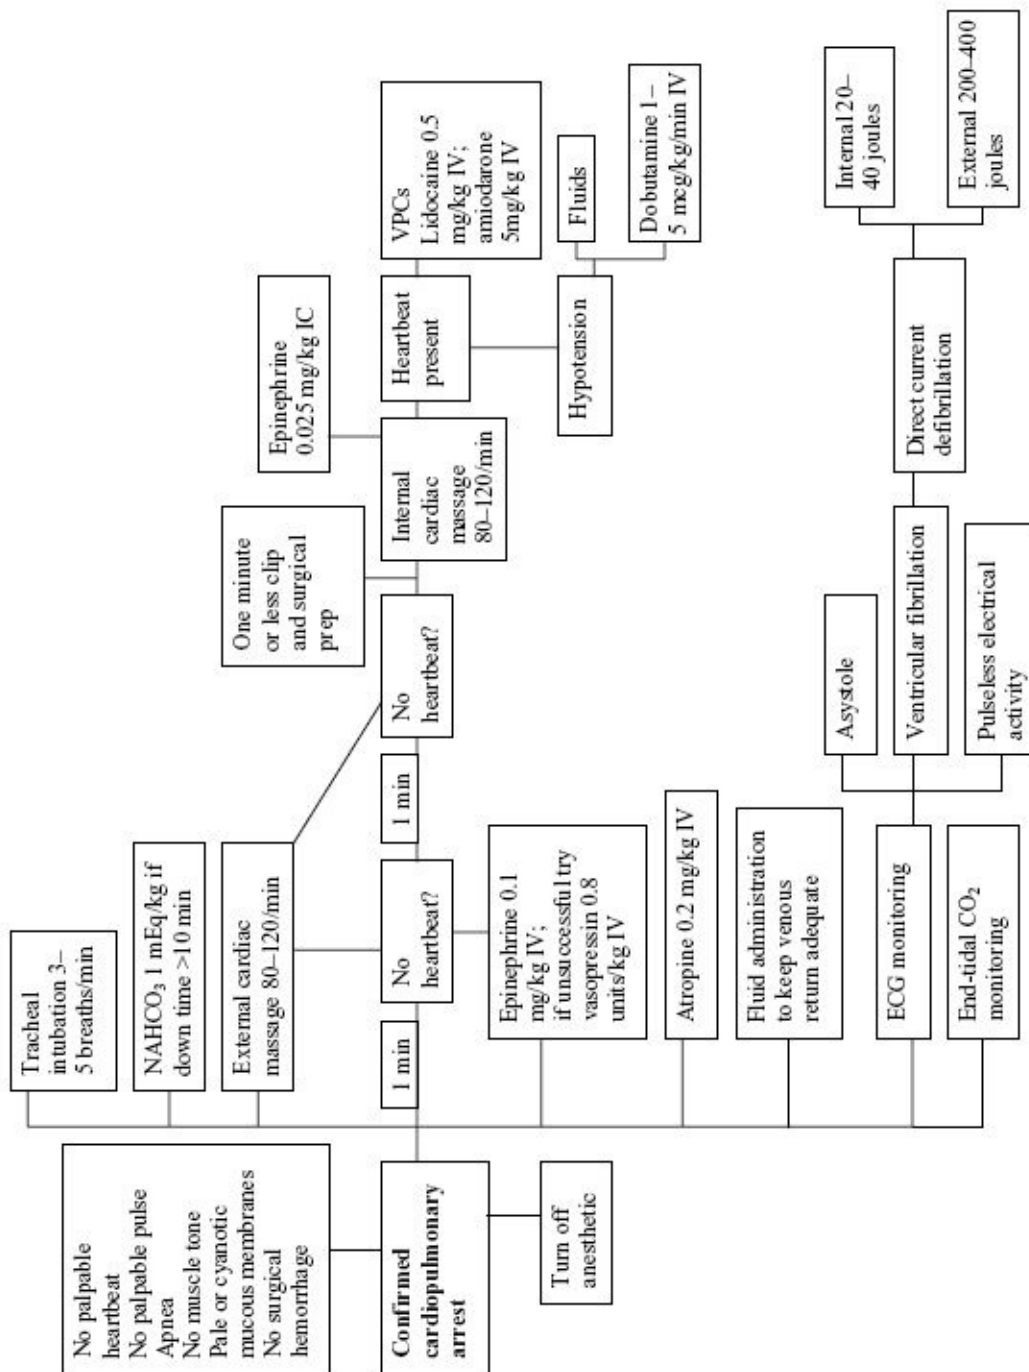 No palpable
heartbeat
No palpable pulse
Apnea
No muscle tone
Pale or cyanotic
mucous membranes
No surgical
hemorrhage
Confirmed
cardiopulmonary
arrest
Turn off
anesthetic
Tracheal
intubation 3–
5 breaths/min
NAHCO₃ 1 mEq/kg if
down time >10 min
External cardiac
massage 80–120/min
1 min
No
heartbeat?
Epinephrine 0.1
mg/kg IV;
if unsuccessful try
vasopressin 0.8
units/kg IV
Atropine 0.2 mg/kg IV
Fluid administration
to keep venous
return adequate
ECG monitoring
End-tidal CO₂
monitoring
1 min
No
heartbeat?
One minute
or less clip
and surgical
prep
Internal
cardiac
massage
80–120/min
Epinephrine
0.025 mg/kg IC
Heartbeat
present
VPCs
Lidocaine 0.5
mg/kg IV;
amiodarone
5mg/kg IV
Hypotension
Fluids
Dobutamine 1–
5 mcg/kg/min IV
Asystole
Ventricular fibrillation
Pulseless electrical
activity
Direct current
defibrillation
Internal 20–
40 joules
External 200–400
joules